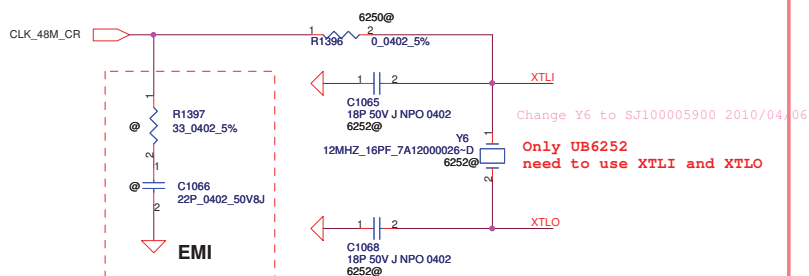 6250@
CLK_48M_CR
1
2
R1396
0_0402_5%
1
2
XTLI
1
R1397
33_0402_5%
@
2
C1065
18P 50V J NPO 0402
6252@
Change Y6 to SJ100005900 2010/04/06
1
Y6
12MHZ_16PF_7A12000026~D
6252@
2
Only UB6252
need to use XTLI and XTLO
1
@
C1066
22P_0402_50V8J
2
1
2
XTLO
EMI
C1068
18P 50V J NPO 0402
6252@